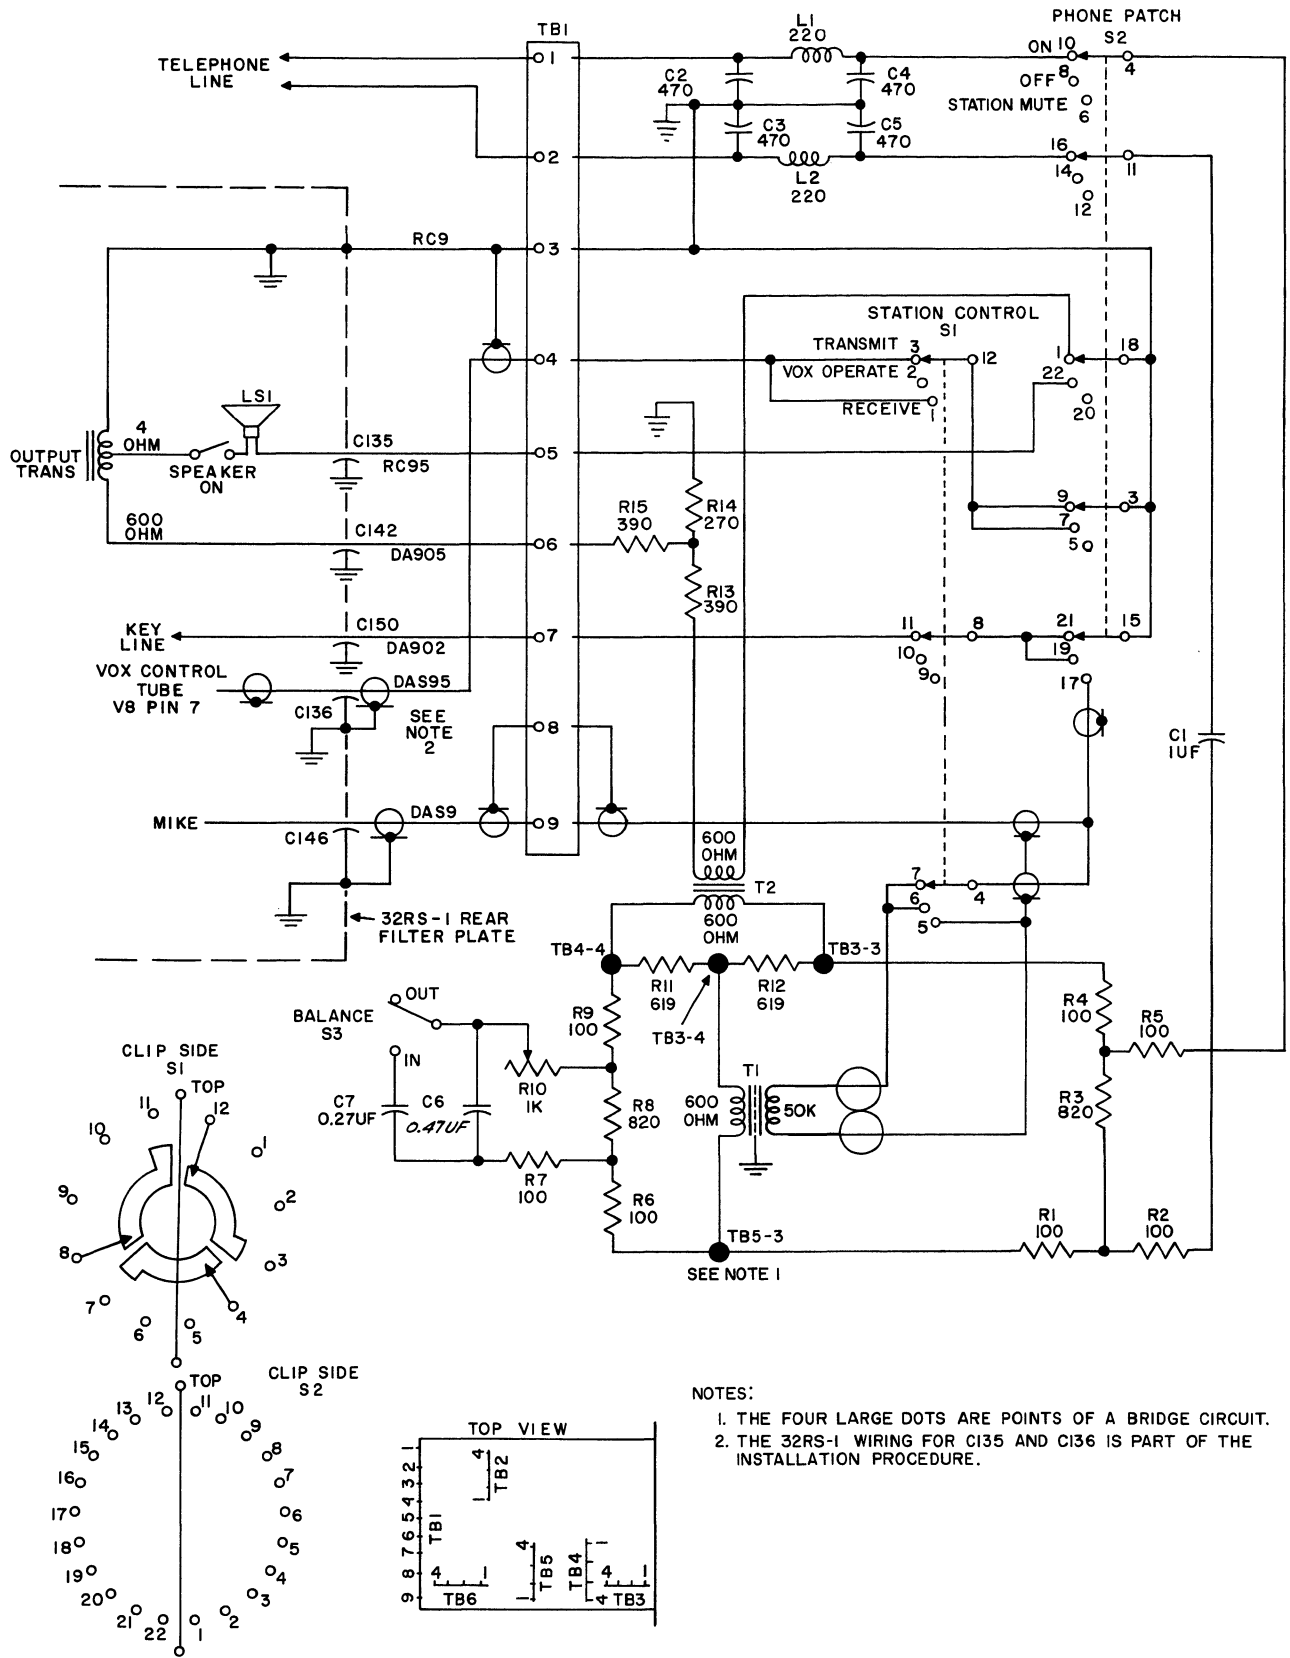 PHONE PATCH
S2
TB1
L1
220
ON 10
4
TELEPHONE
LINE
1
C2
470
C4
470
8
OFF
STATION MUTE
6
C3
470
C5
470
2
L2
220
16
14
12
11
RC9
3
STATION CONTROL
S1
TRANSMIT 3
VOX OPERATE 2
RECEIVE 1
12
1
18
22
20
4
LS1
4
OHM
OUTPUT
TRANS
SPEAKER
ON
C135
RC95
5
600
OHM
C142
DA905
6
R15
390
R14
270
R13
390
9
3
7
5
KEY
LINE
C150
DA902
7
11
10
9
8
21
15
19
17
VOX CONTROL
TUBE
V8 PIN 7
DAS95
C136
SEE
NOTE
2
8
C1
1UF
MIKE
DAS9
C146
9
600
OHM
T2
600
OHM
7
6
5
4
32RS-1 REAR
FILTER PLATE
TB4-4
TB3-3
R11
619
R12
619
TB3-4
R4
100
R5
100
R3
820
OUT
BALANCE
S3
IN
R9
100
R10
1K
C7
0.27UF
C6
0.47UF
R8
820
T1
600
OHM
50K
R7
100
R6
100
TB5-3
SEE NOTE 1
R1
100
R2
100
CLIP SIDE
S1
TOP
11
12
10
1
9
2
8
3
7
4
6
5
CLIP SIDE
S2
TOP
12
11
13
10
14
9
15
8
16
7
17
6
18
5
19
4
20
3
21
2
22
1
TOP VIEW
1
2
3
4
5
6
7
8
9
TB1
4
TB2
1
4
1
TB6
4
TB5
1
1
TB4
4
4
1
TB3
NOTES:
1. THE FOUR LARGE DOTS ARE POINTS OF A BRIDGE CIRCUIT.
2. THE 32RS-1 WIRING FOR C135 AND C136 IS PART OF THE
INSTALLATION PROCEDURE.